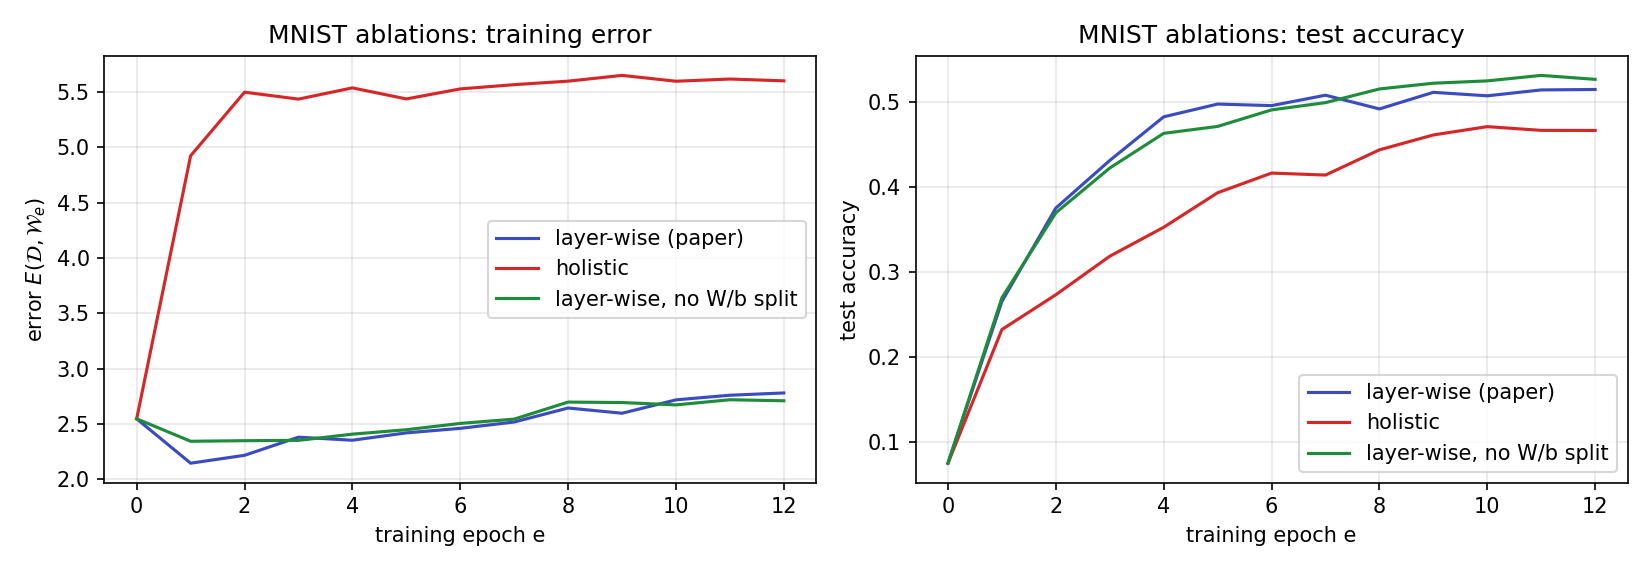 MNIST ablations: training error
error E(𝒟, 𝒲ₑ)
5.5
5.0
4.5
4.0
3.5
3.0
2.5
2.0
layer-wise (paper)
holistic
layer-wise, no W/b split
0 2 4 6 8 10 12
training epoch e
MNIST ablations: test accuracy
test accuracy
0.5
0.4
0.3
0.2
0.1
layer-wise (paper)
holistic
layer-wise, no W/b split
0 2 4 6 8 10 12
training epoch e